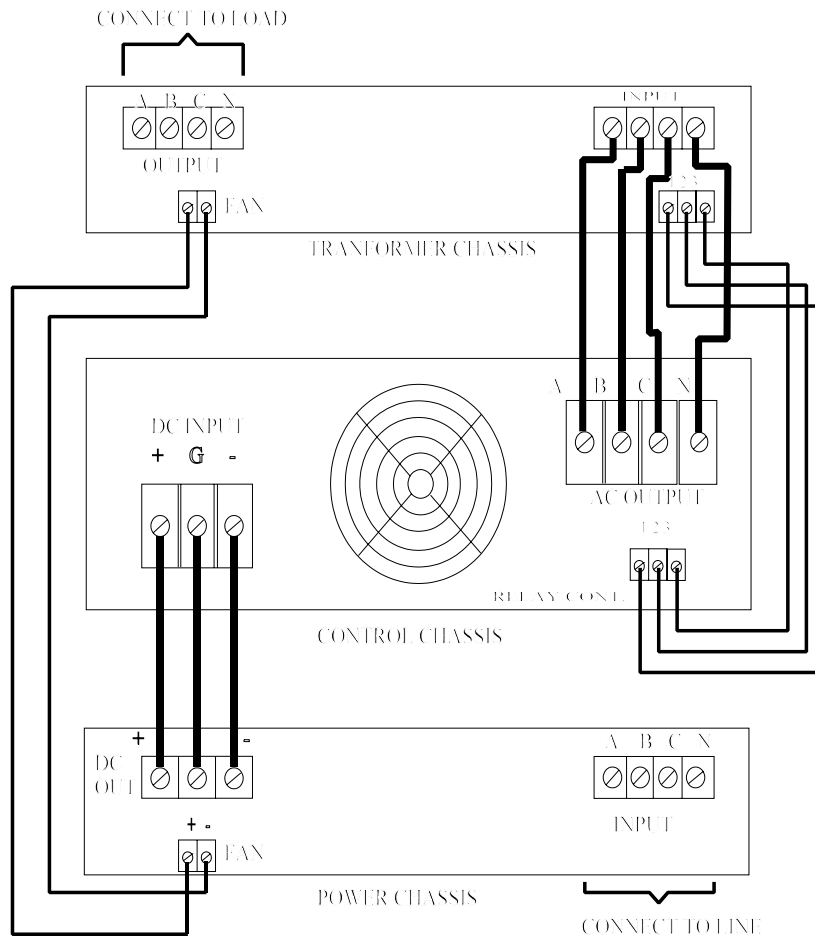 CONNECT TO LOAD
A B C N
INPUT
OUTPUT
1 2 3
FAN
TRANFORMER CHASSIS
A B C N
DC INPUT
+ G -
AC OUTPUT
1 2 3
RELAY CONT.
CONTROL CHASSIS
+ -
A B C N
DC
OUT
INPUT
+ -
FAN
POWER CHASSIS
CONNECT TO LINE